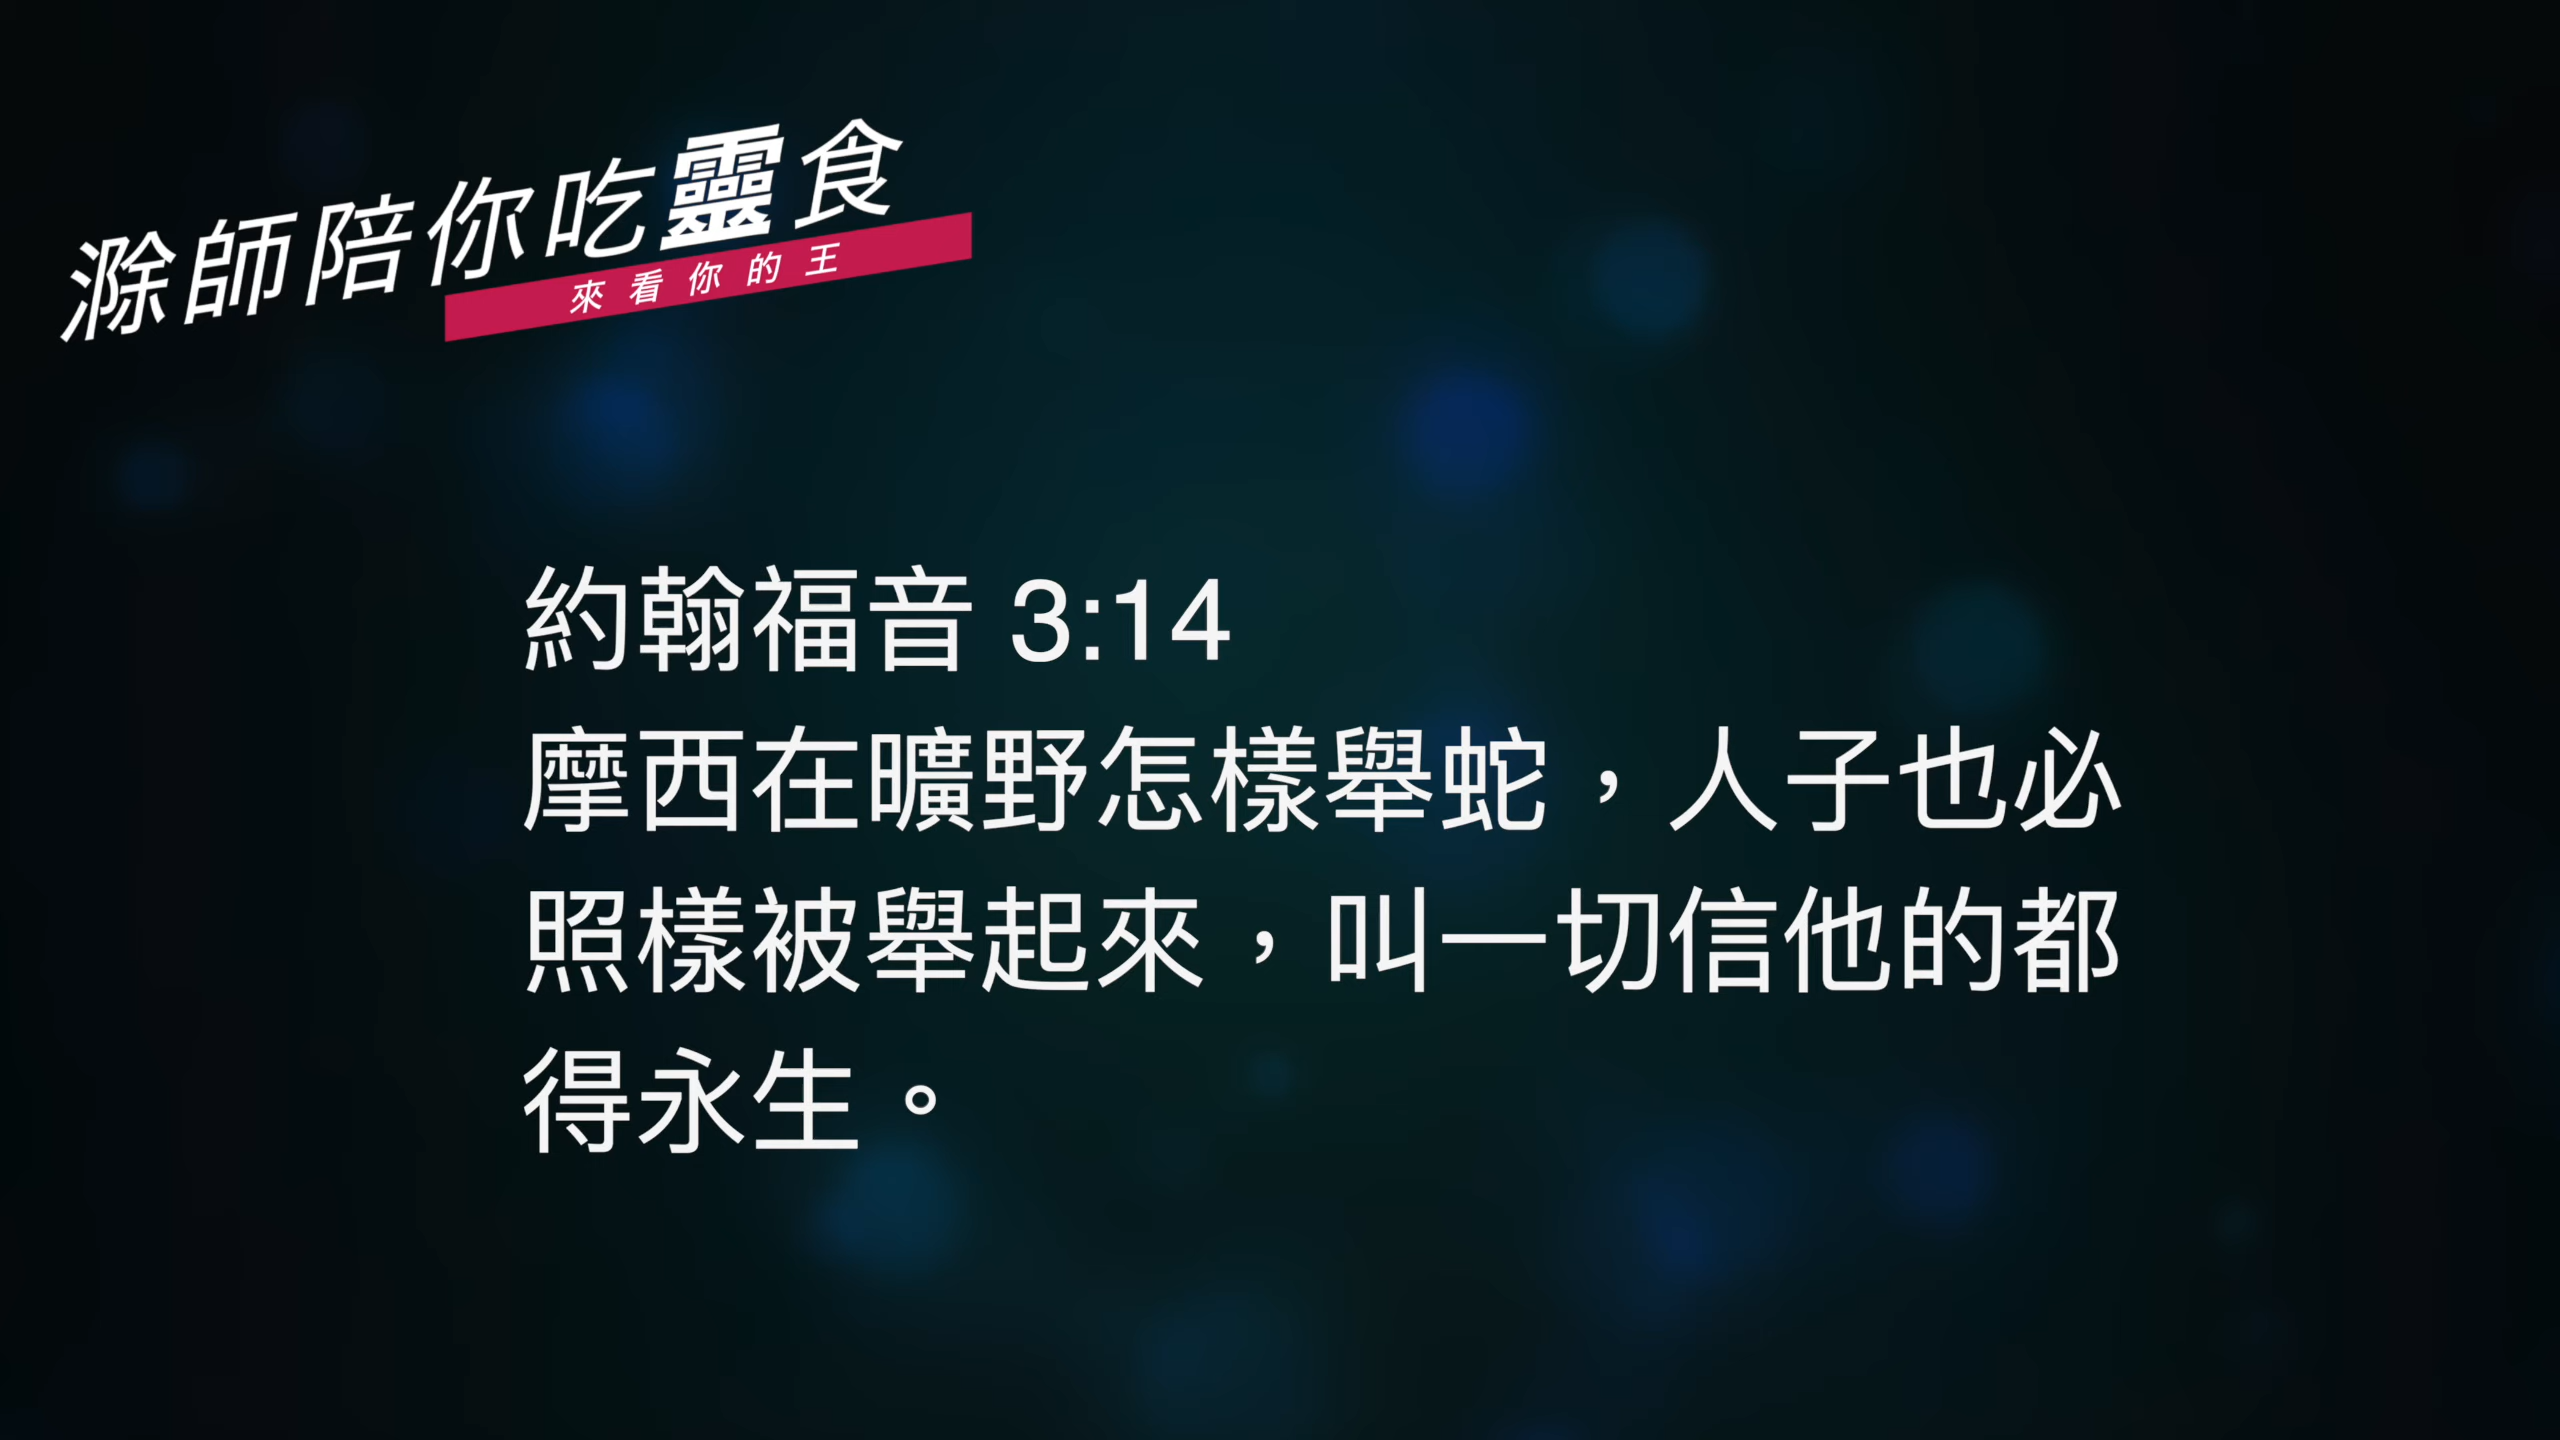 滁師陪你吃靈食
來看你的王
約翰福音 3:14
摩西在曠野怎樣舉蛇，人子也必
照樣被舉起來，叫一切信他的都
得永生。